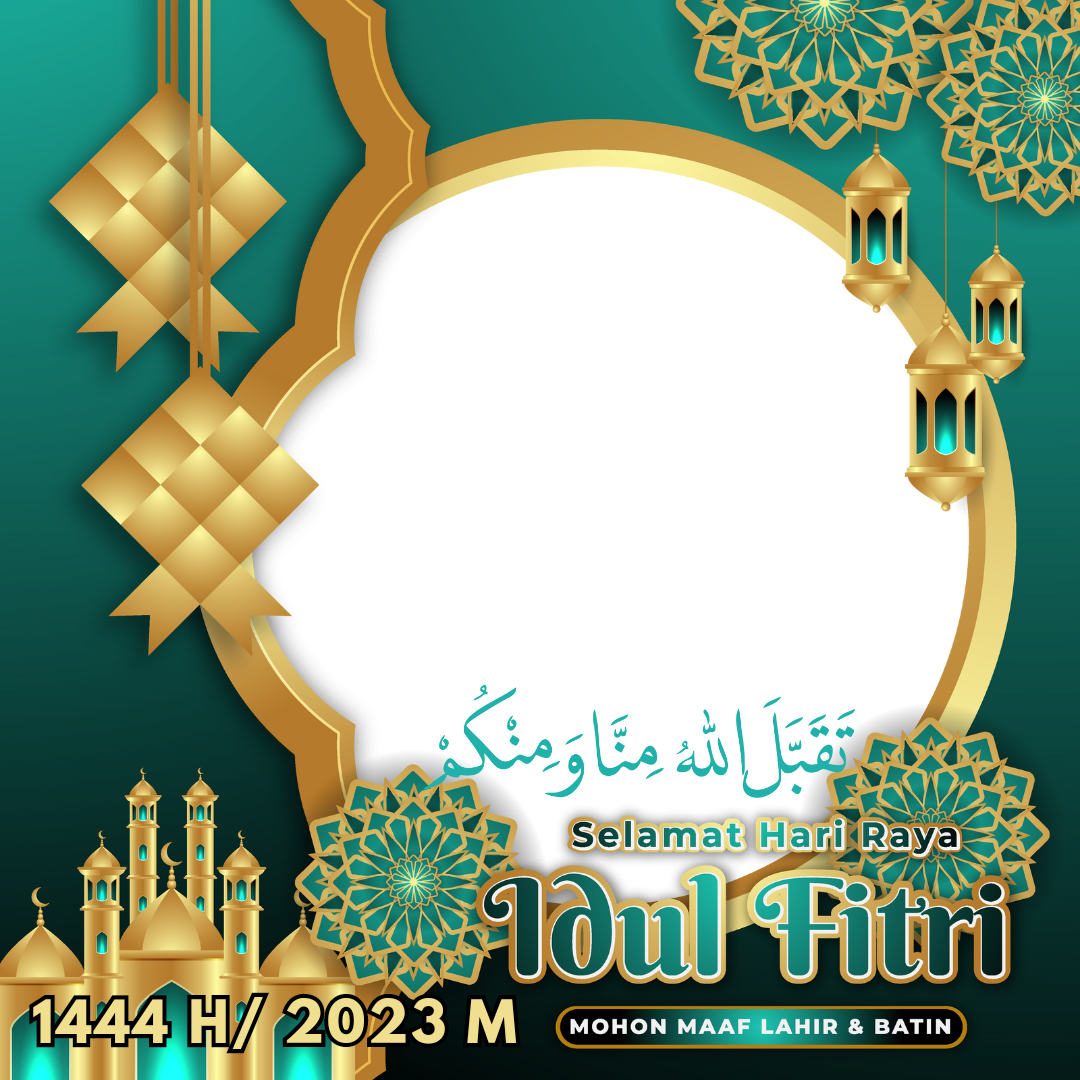 تَقَبَّلَ اللهُ مِنَّا وَمِنْكُمْ
Selamat Hari Raya
Idul Fitri
1444 H/ 2023 M
MOHON MAAF LAHIR & BATIN